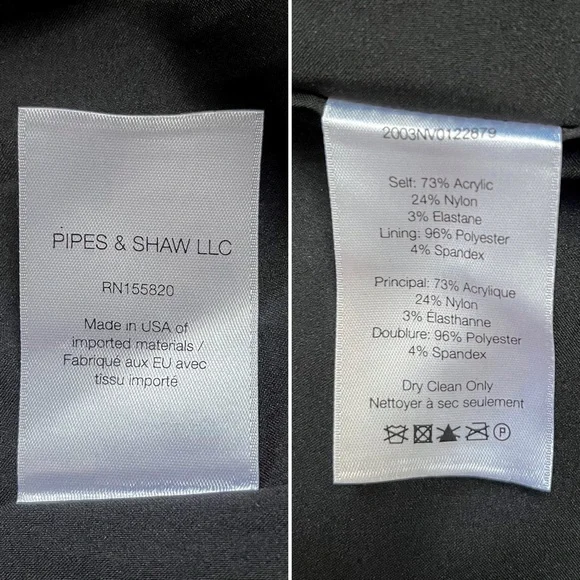 PIPES & SHAW LLC
RN155820
Made in USA of
imported materials /
Fabriqué aux EU avec
tissu importé
2003NV0122879
Self: 73% Acrylic
24% Nylon
3% Elastane
Lining: 96% Polyester
4% Spandex
Principal: 73% Acrylique
24% Nylon
3% Élasthanne
Doublure: 96% Polyester
4% Spandex
Dry Clean Only
Nettoyer à sec seulement
P